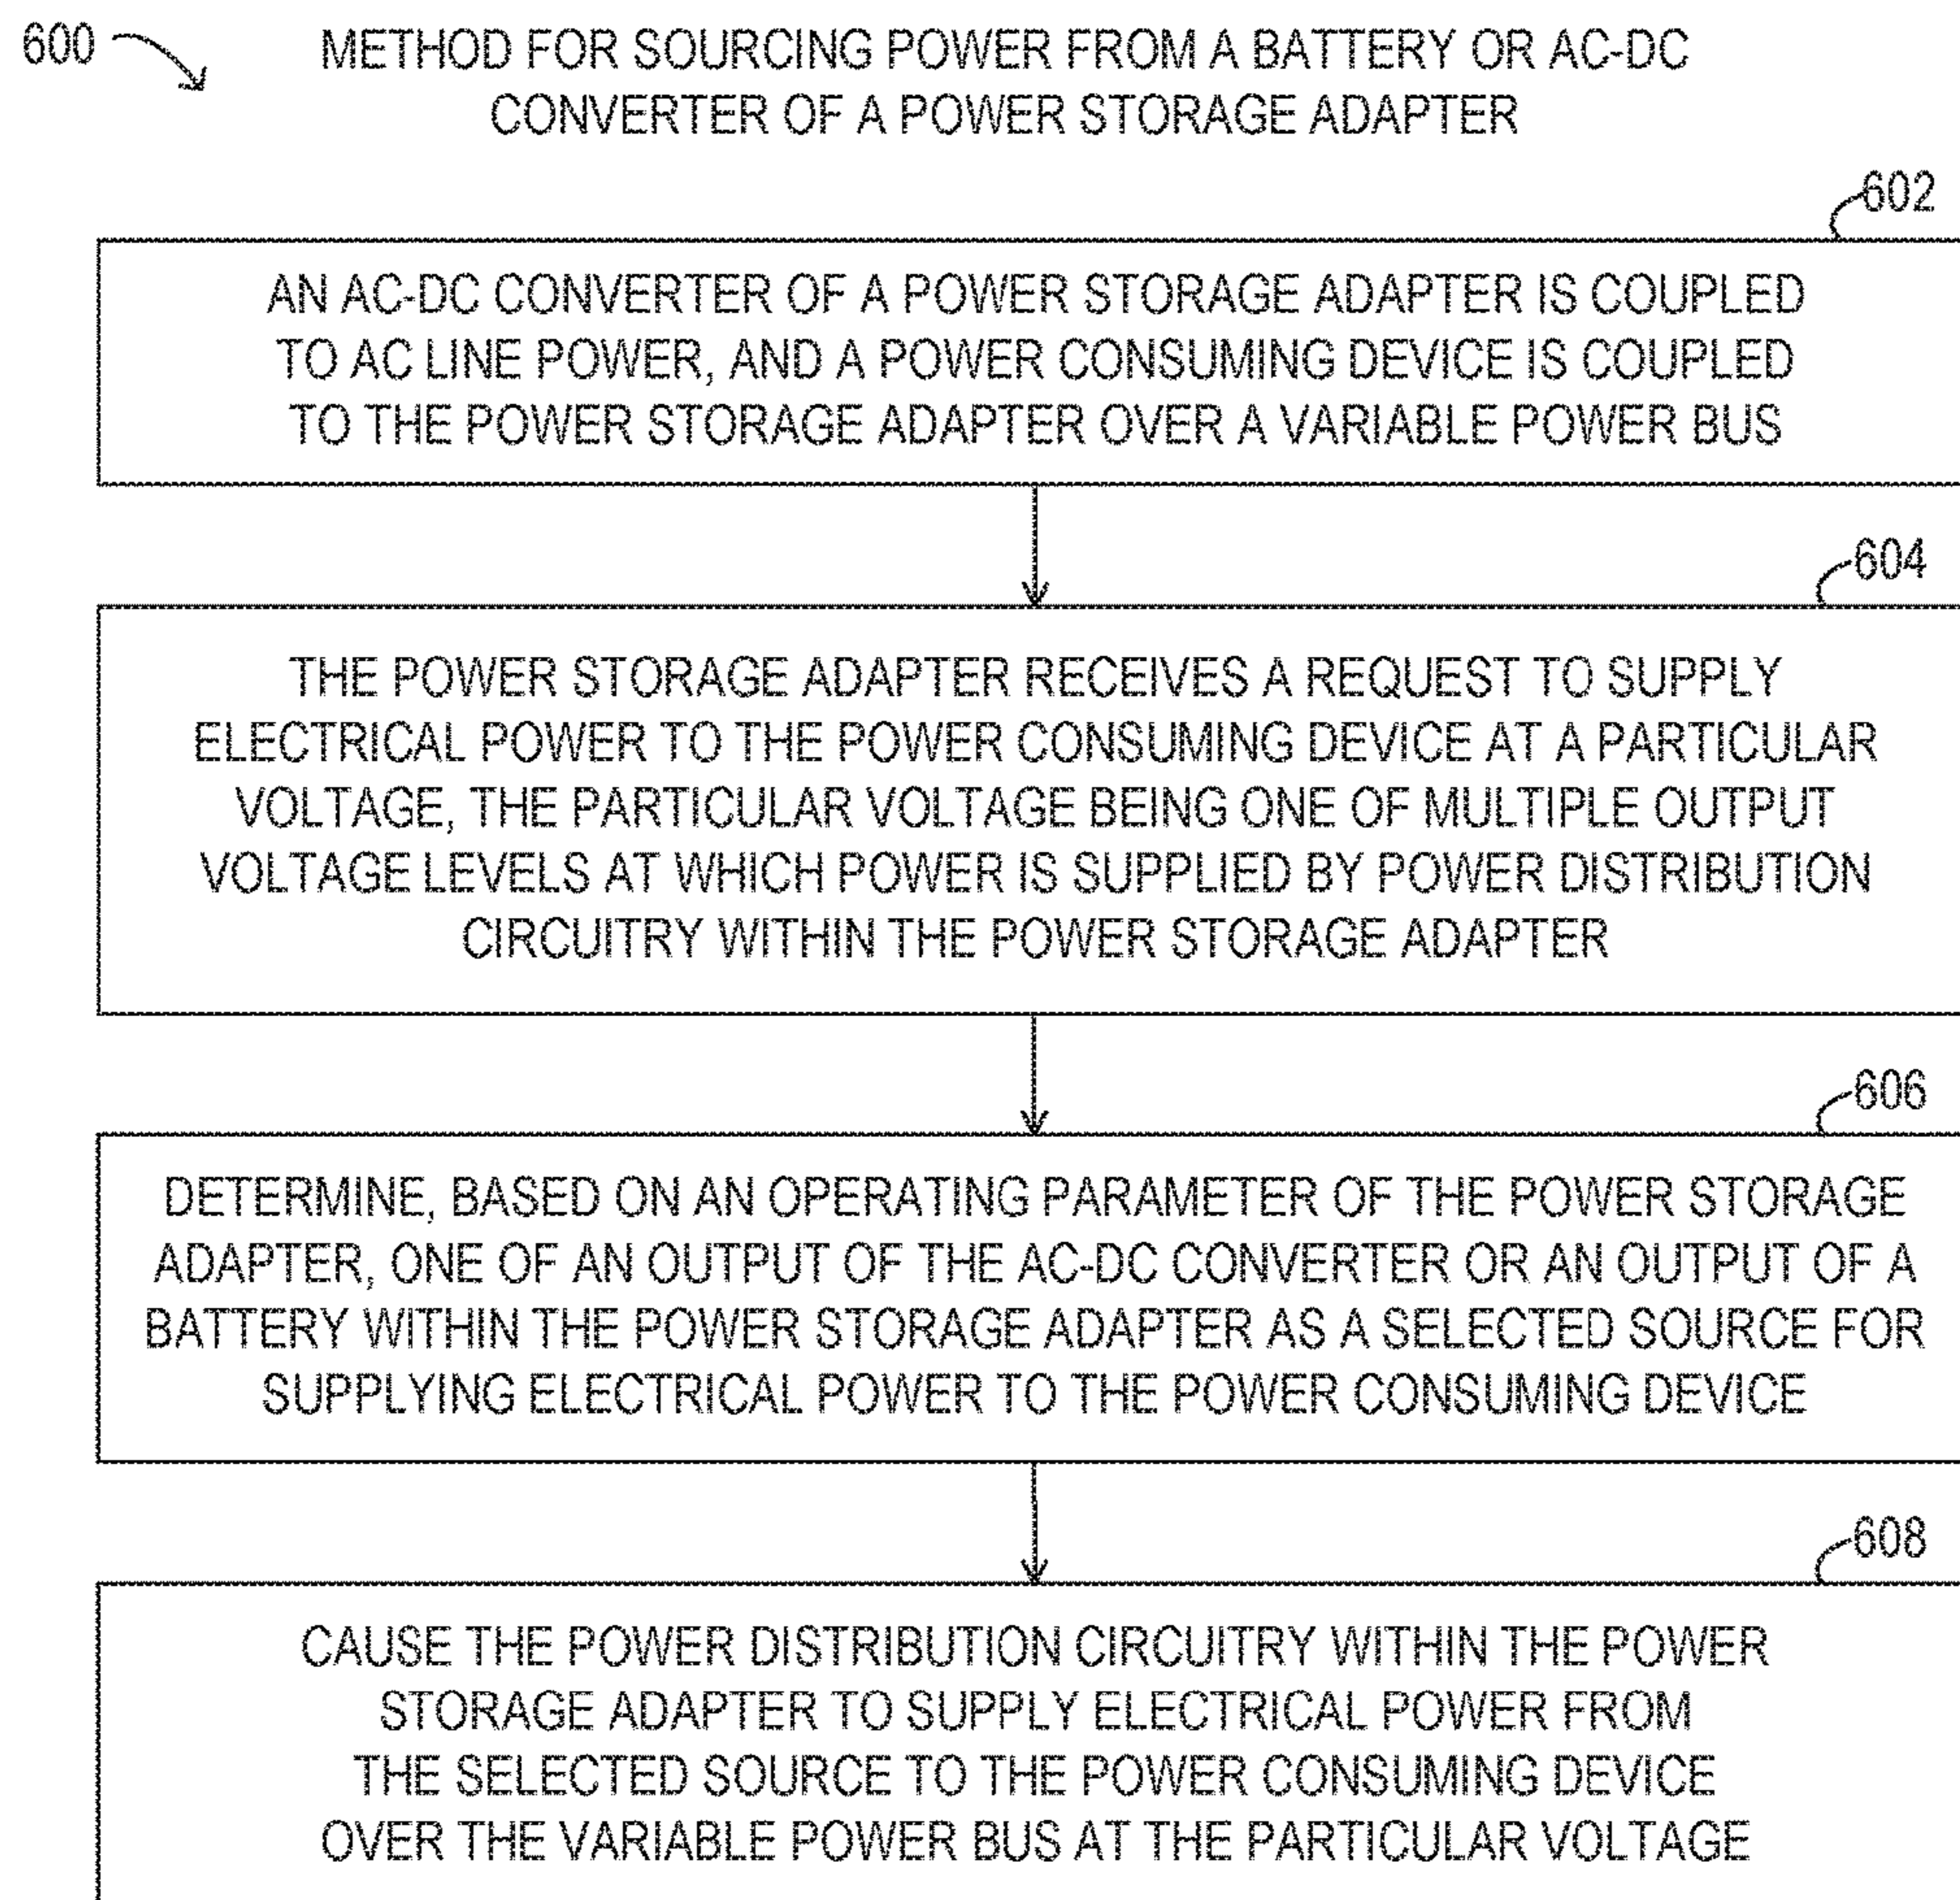 600
METHOD FOR SOURCING POWER FROM A BATTERY OR AC-DC
CONVERTER OF A POWER STORAGE ADAPTER
602
AN AC-DC CONVERTER OF A POWER STORAGE ADAPTER IS COUPLED
TO AC LINE POWER, AND A POWER CONSUMING DEVICE IS COUPLED
TO THE POWER STORAGE ADAPTER OVER A VARIABLE POWER BUS
604
THE POWER STORAGE ADAPTER RECEIVES A REQUEST TO SUPPLY
ELECTRICAL POWER TO THE POWER CONSUMING DEVICE AT A PARTICULAR
VOLTAGE, THE PARTICULAR VOLTAGE BEING ONE OF MULTIPLE OUTPUT
VOLTAGE LEVELS AT WHICH POWER IS SUPPLIED BY POWER DISTRIBUTION
CIRCUITRY WITHIN THE POWER STORAGE ADAPTER
606
DETERMINE, BASED ON AN OPERATING PARAMETER OF THE POWER STORAGE
ADAPTER, ONE OF AN OUTPUT OF THE AC-DC CONVERTER OR AN OUTPUT OF A
BATTERY WITHIN THE POWER STORAGE ADAPTER AS A SELECTED SOURCE FOR
SUPPLYING ELECTRICAL POWER TO THE POWER CONSUMING DEVICE
608
CAUSE THE POWER DISTRIBUTION CIRCUITRY WITHIN THE POWER
STORAGE ADAPTER TO SUPPLY ELECTRICAL POWER FROM
THE SELECTED SOURCE TO THE POWER CONSUMING DEVICE
OVER THE VARIABLE POWER BUS AT THE PARTICULAR VOLTAGE